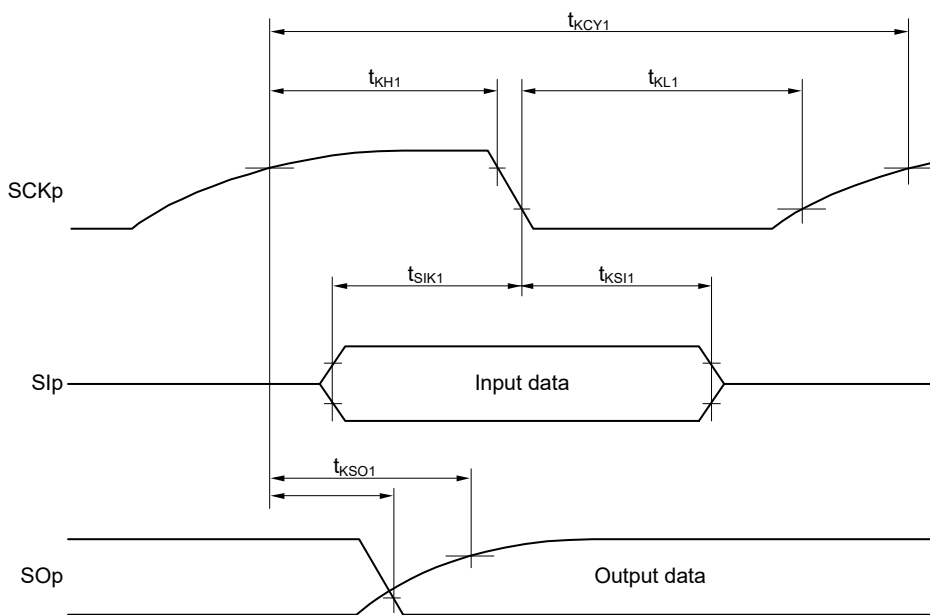 tKCY1
tKH1
tKL1
SCKp
tSIK1
tKSI1
SIp
Input data
tKSO1
SOp
Output data